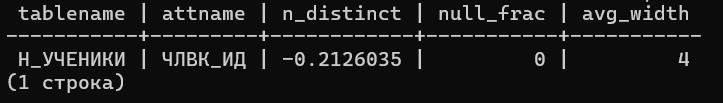 tablename | attname | n_distinct | null_frac | avg_width
-----------+---------+------------+-----------+-----------
Н_УЧЕНИКИ | ЧЛВК_ИД | -0.2126035 | 0 | 4
(1 строка)